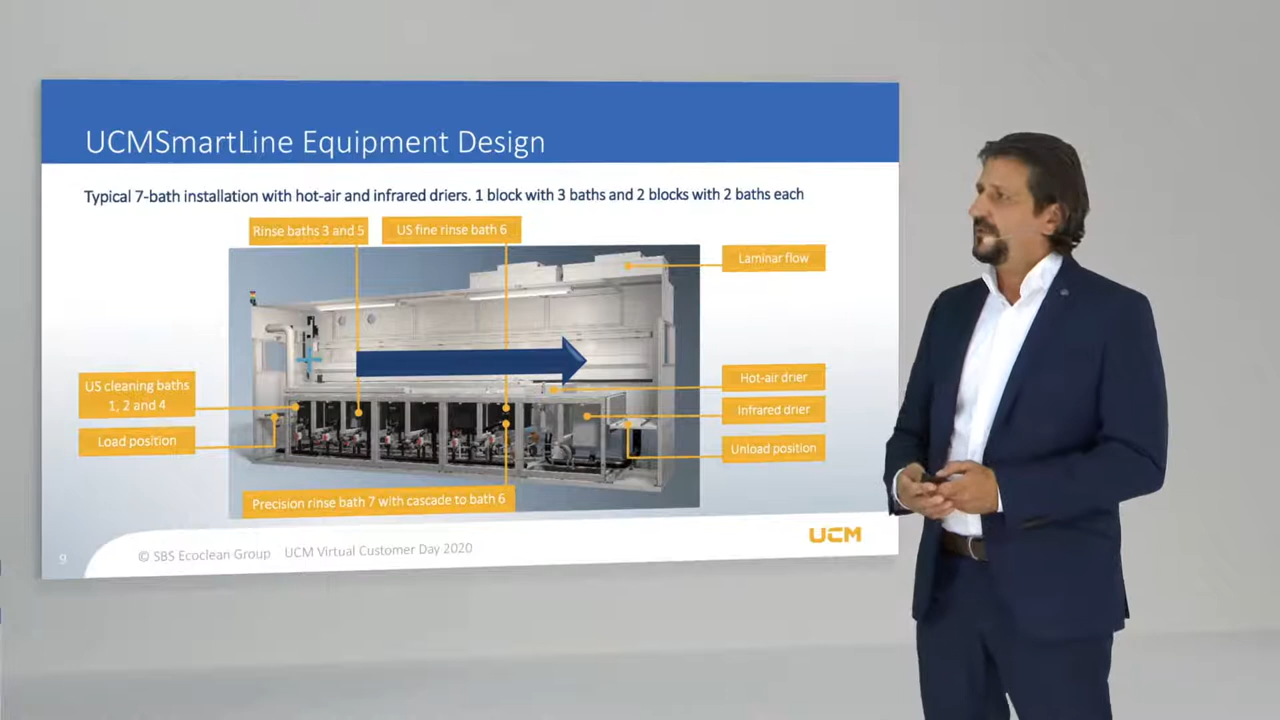 UCMSmartLine Equipment Design
Typical 7-bath installation with hot-air and infrared driers. 1 block with 3 baths and 2 blocks with 2 baths each
Rinse baths 3 and 5
US fine rinse bath 6
Laminar flow
US cleaning baths
1, 2 and 4
Load position
Hot-air drier
Infrared drier
Unload position
Precision rinse bath 7 with cascade to bath 6
9
© SBS Ecoclean Group UCM Virtual Customer Day 2020
UCM